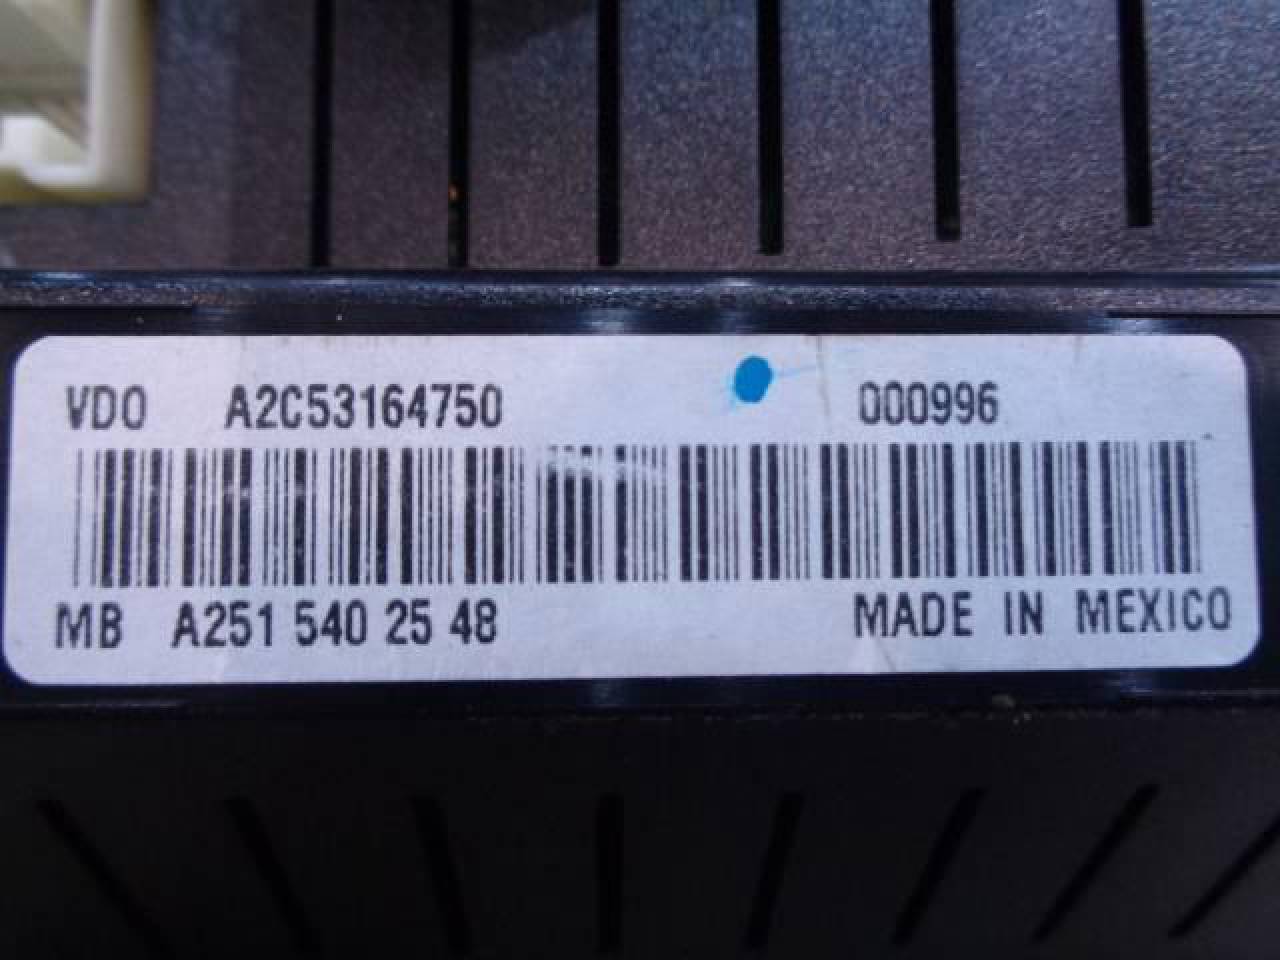 VDO A2C53164750 000996
MB A251 540 25 48 MADE IN MEXICO